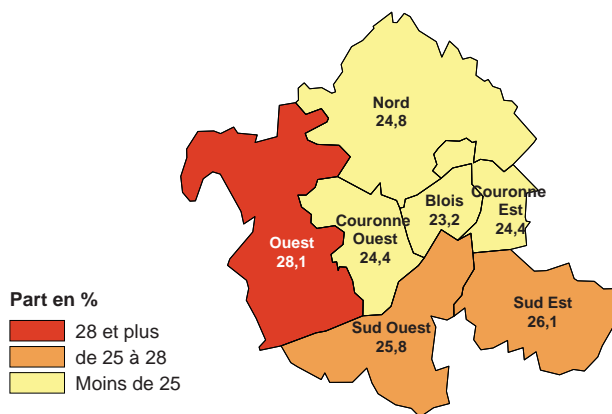 Nord
24,8
Couronne
Est
24,4
Blois
23,2
Couronne
Ouest
24,4
Ouest
28,1
Sud Est
26,1
Sud Ouest
25,8
Part en %
28 et plus
de 25 à 28
Moins de 25